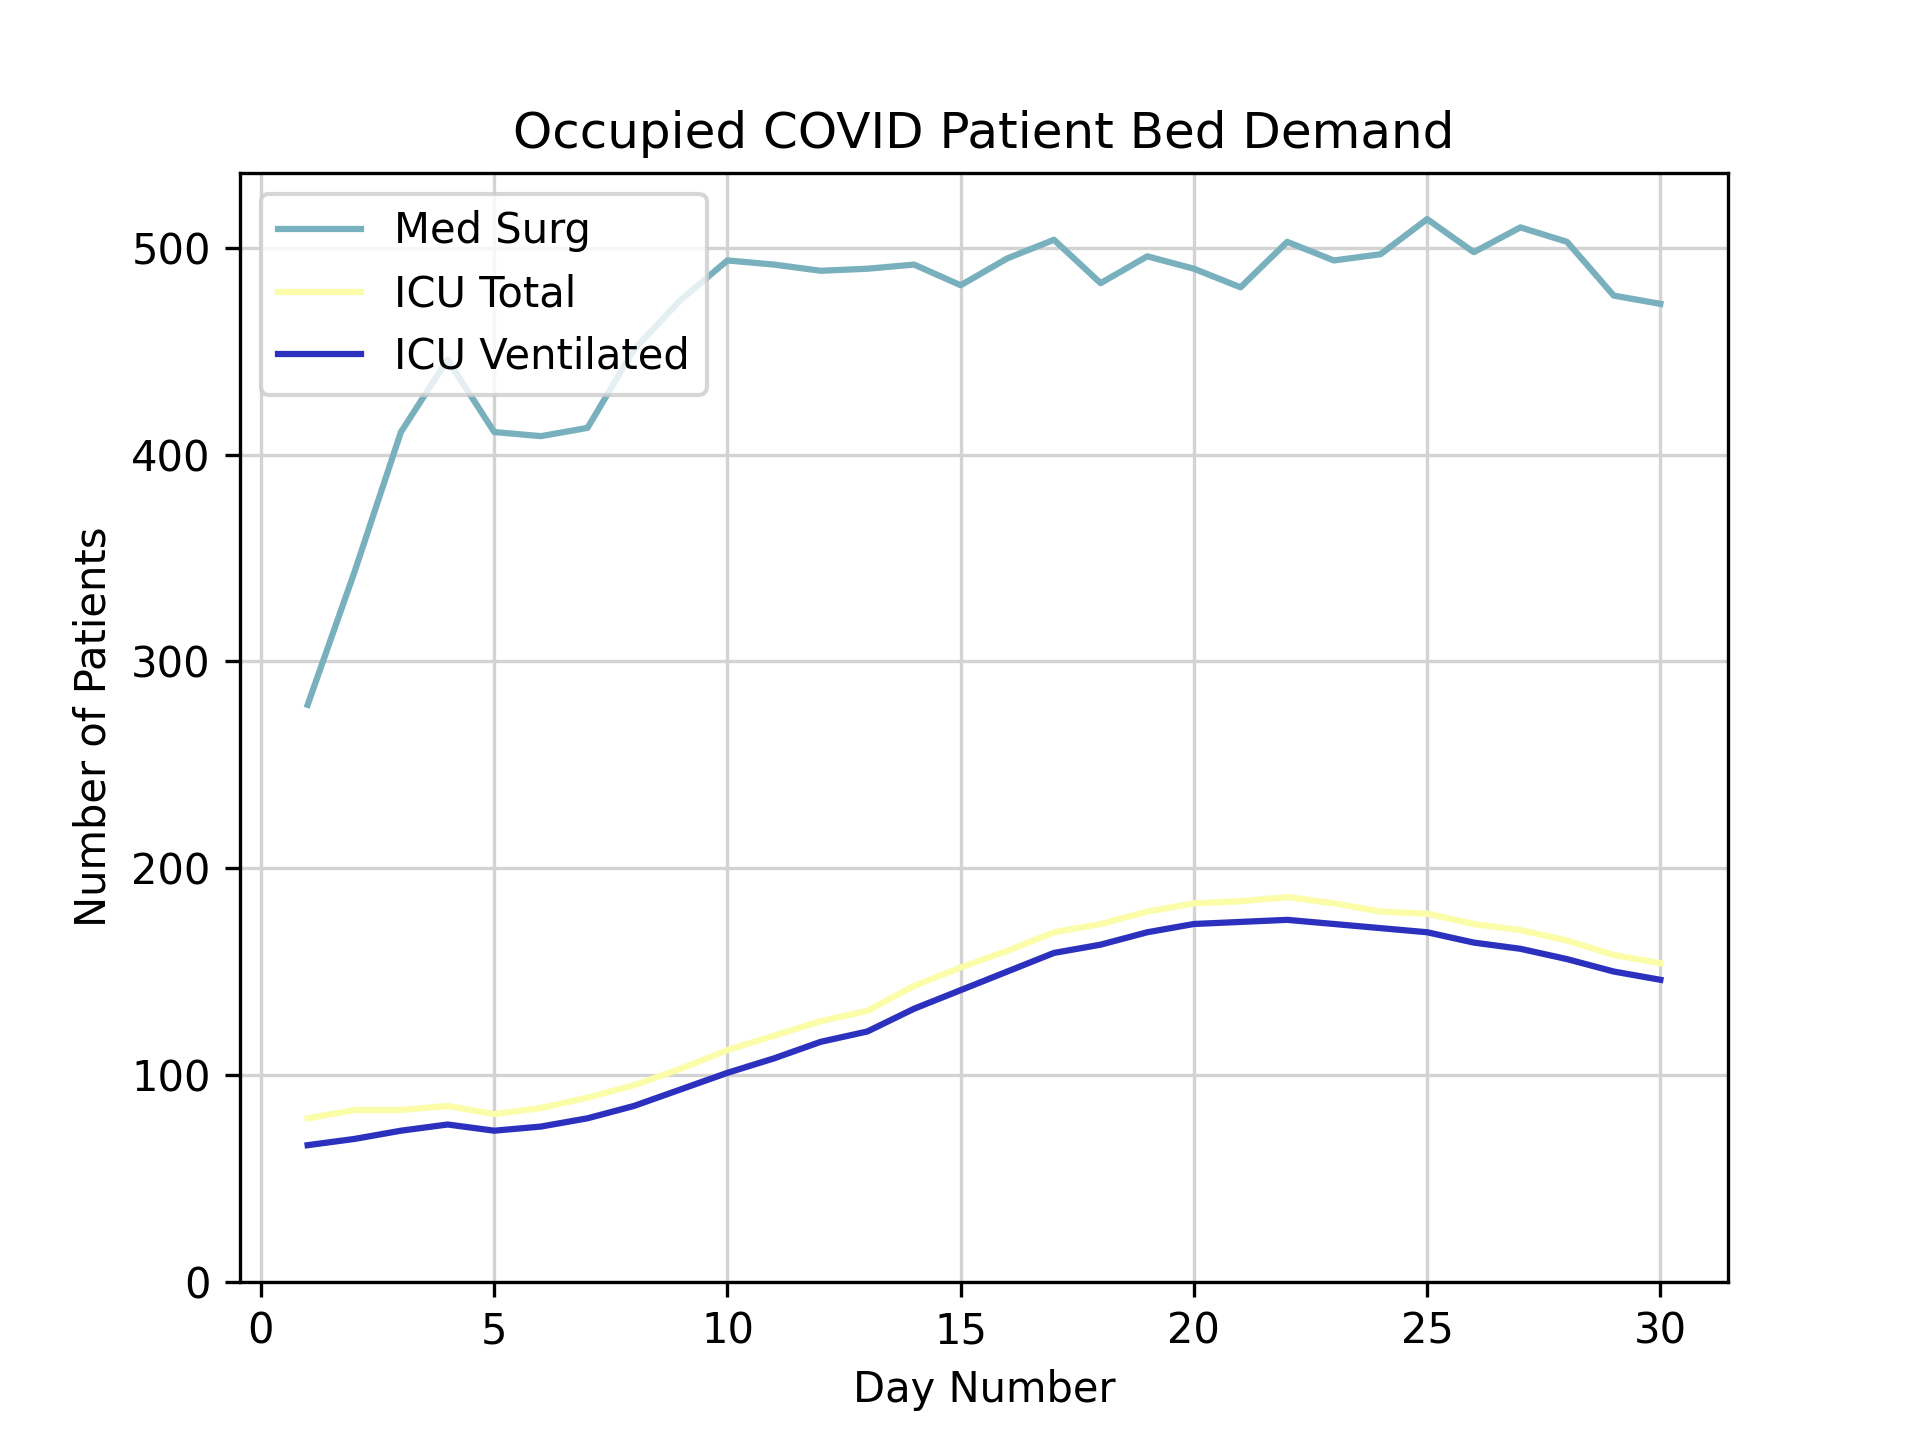 Occupied COVID Patient Bed Demand
Med Surg
ICU Total
ICU Ventilated
500
400
300
200
100
0
Number of Patients
0 5 10 15 20 25 30
Day Number